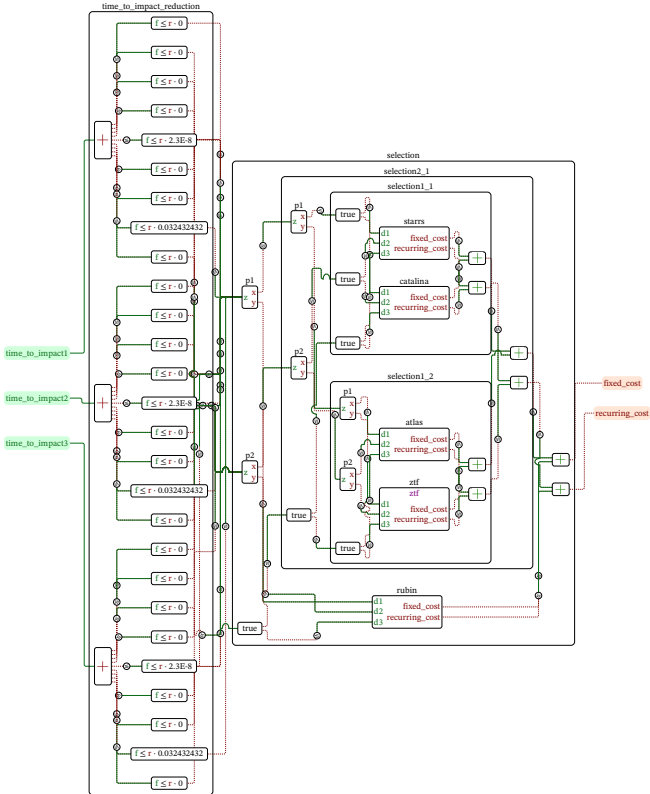 time_to_impact_reduction
f ≤ r · 0
f ≤ r · 0
f ≤ r · 0
f ≤ r · 0
+
f ≤ r · 2.3E-8
f ≤ r · 0
f ≤ r · 0
f ≤ r · 0.032432432
f ≤ r · 0
f ≤ r · 0
f ≤ r · 0
f ≤ r · 0
time_to_impact1
f ≤ r · 0
time_to_impact2
+
f ≤ r · 2.3E-8
f ≤ r · 0
time_to_impact3
f ≤ r · 0
f ≤ r · 0.032432432
f ≤ r · 0
f ≤ r · 0
f ≤ r · 0
f ≤ r · 0
f ≤ r · 0
+
f ≤ r · 2.3E-8
f ≤ r · 0
f ≤ r · 0
f ≤ r · 0.032432432
f ≤ r · 0
selection
selection2_1
selection1_1
p1
z x
y
true
starrs
d1 fixed_cost
d2 recurring_cost
d3
+
true
catalina
d1 fixed_cost
d2 recurring_cost
d3
+
true
p1
z x
y
p2
z x
y
+
+
selection1_2
p1
z x
y
atlas
d1 fixed_cost
d2 recurring_cost
d3
+
p2
z x
y
ztf
ztf
d1 fixed_cost
d2 recurring_cost
d3
+
true
p2
z x
y
true
+
+
fixed_cost
recurring_cost
true
rubin
d1 fixed_cost
d2 recurring_cost
d3